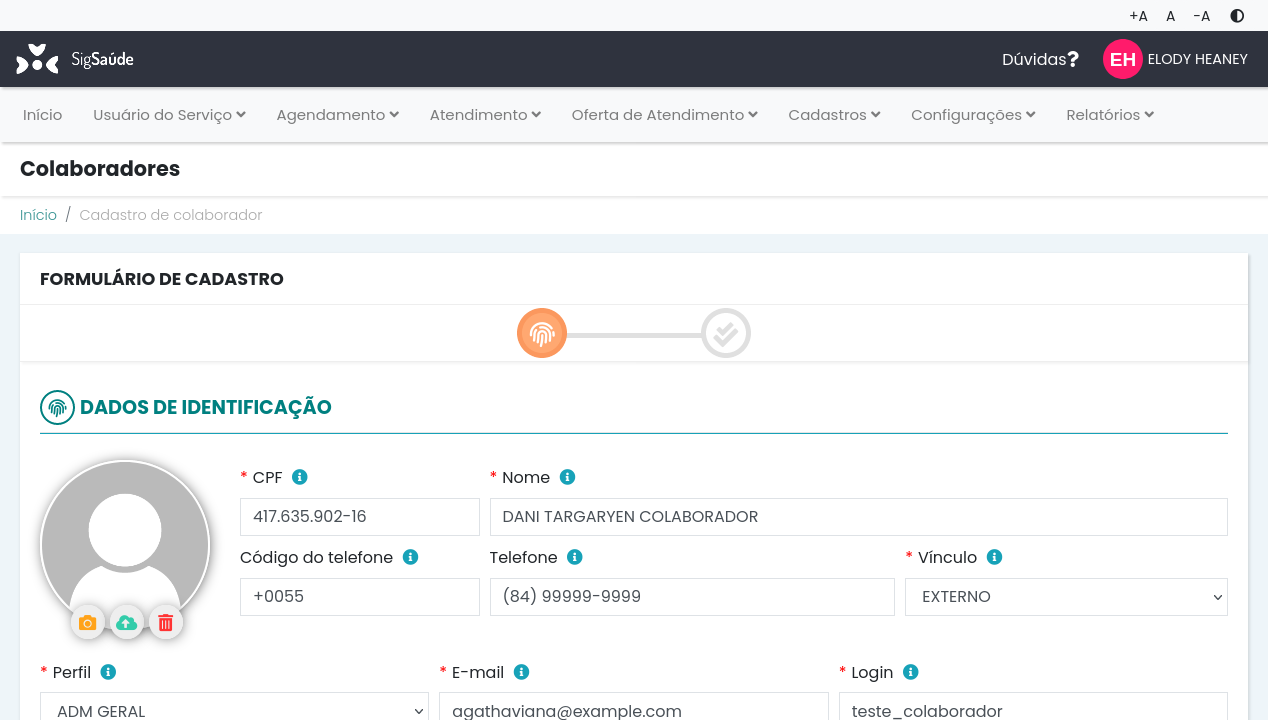 +A A -A
SigSaúde Dúvidas? EH ELODY HEANEY
Início Usuário do Serviço Agendamento Atendimento Oferta de Atendimento Cadastros Configurações Relatórios
Colaboradores
Início / Cadastro de colaborador
FORMULÁRIO DE CADASTRO
DADOS DE IDENTIFICAÇÃO
* CPF * Nome
417.635.902-16 DANI TARGARYEN COLABORADOR
Código do telefone Telefone * Vínculo
+0055 (84) 99999-9999 EXTERNO
* Perfil * E-mail * Login
ADM GERAL agathaviana@example.com teste_colaborador